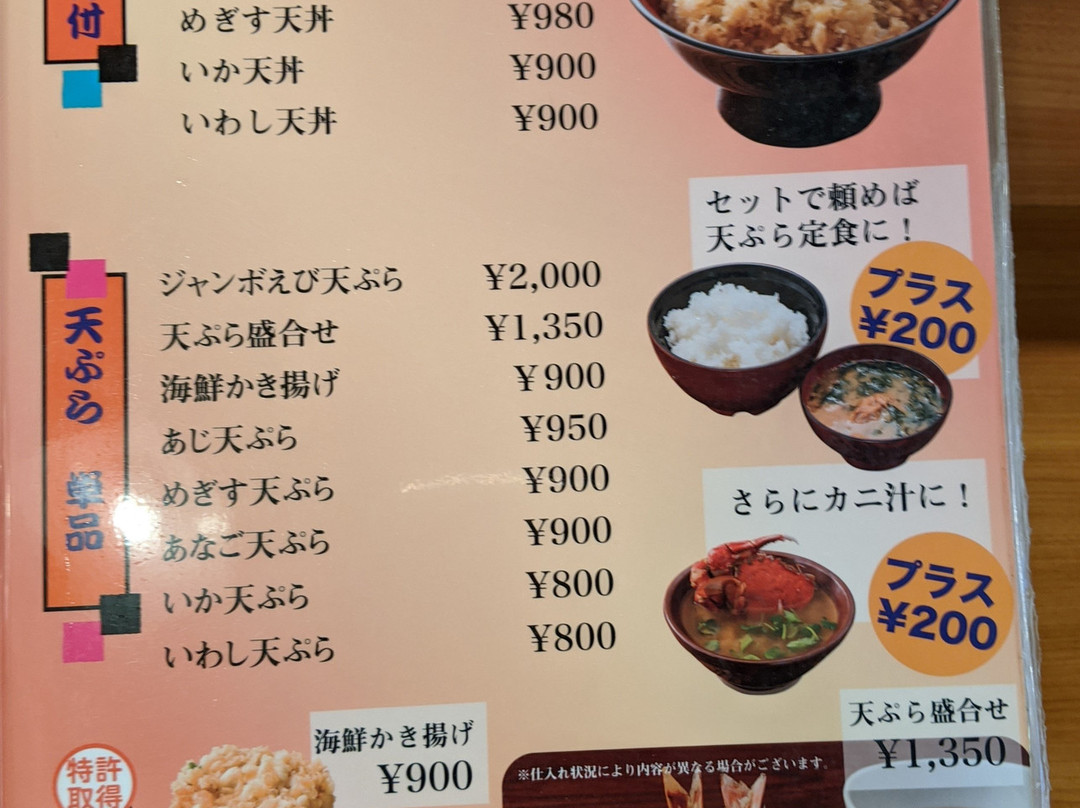 付
めぎす天丼 ¥980
いか天丼 ¥900
いわし天丼 ¥900
セットで頼めば
天ぷら定食に！
プラス
¥200
天ぷら 単品
ジャンボえび天ぷら ¥2,000
天ぷら盛合せ ¥1,350
海鮮かき揚げ ¥900
あじ天ぷら ¥950
めぎす天ぷら ¥900
あなご天ぷら ¥900
いか天ぷら ¥800
いわし天ぷら ¥800
さらにカニ汁に！
プラス
¥200
特許
取得
海鮮かき揚げ
¥900
天ぷら盛合せ
¥1,350
※仕入れ状況により内容が異なる場合がございます。